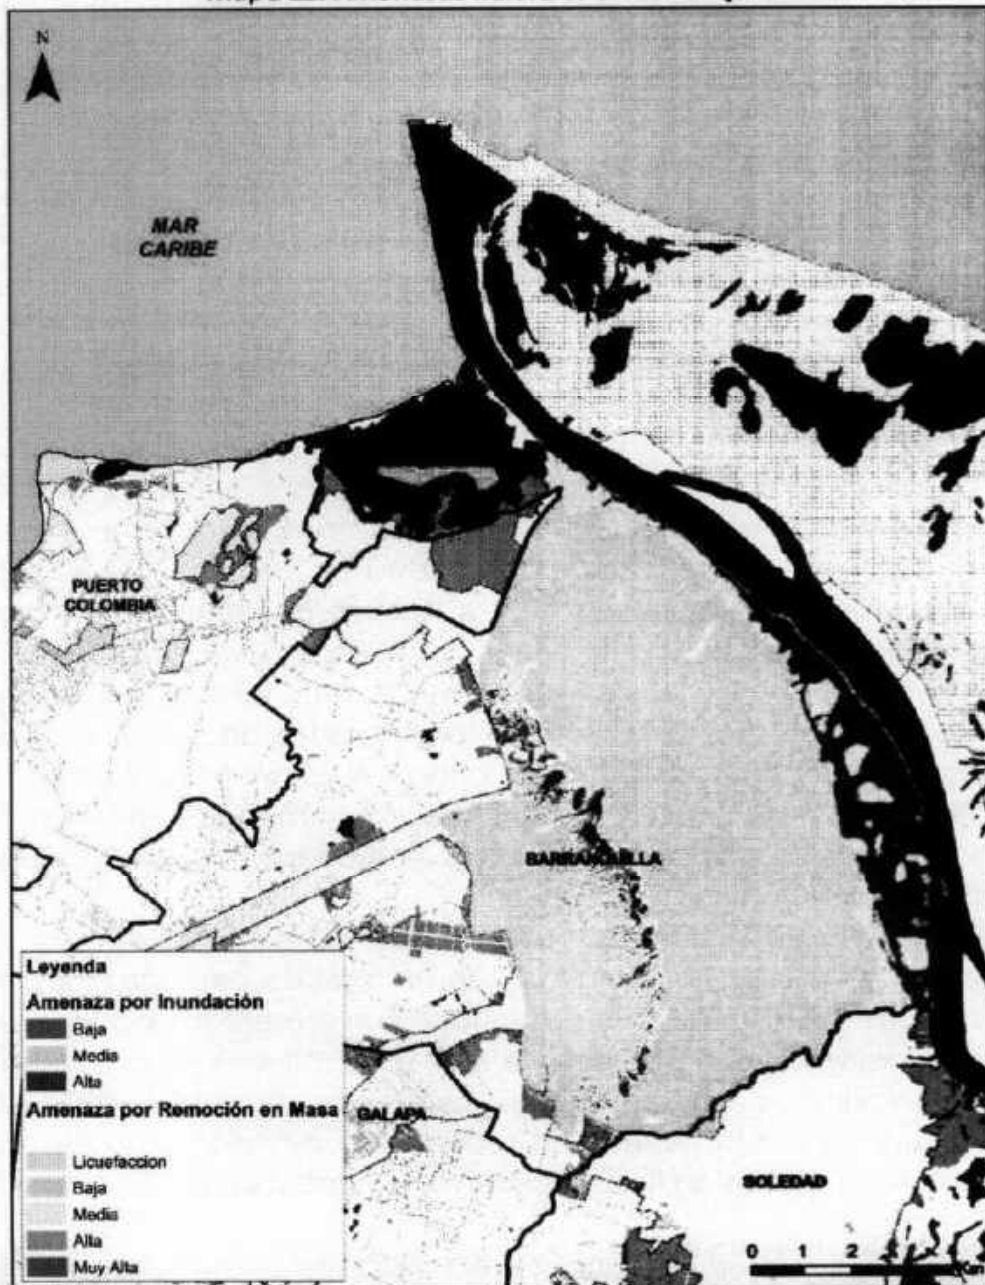 N
MAR
CARIBE
PUERTO
COLOMBIA
BARRANQUILLA
GALAPA
SOLEDAD
Leyenda
Amenaza por Inundación
Baja
Media
Alta
Amenaza por Remoción en Masa
Licuefaccion
Baja
Media
Alta
Muy Alta
0 1 2
Km